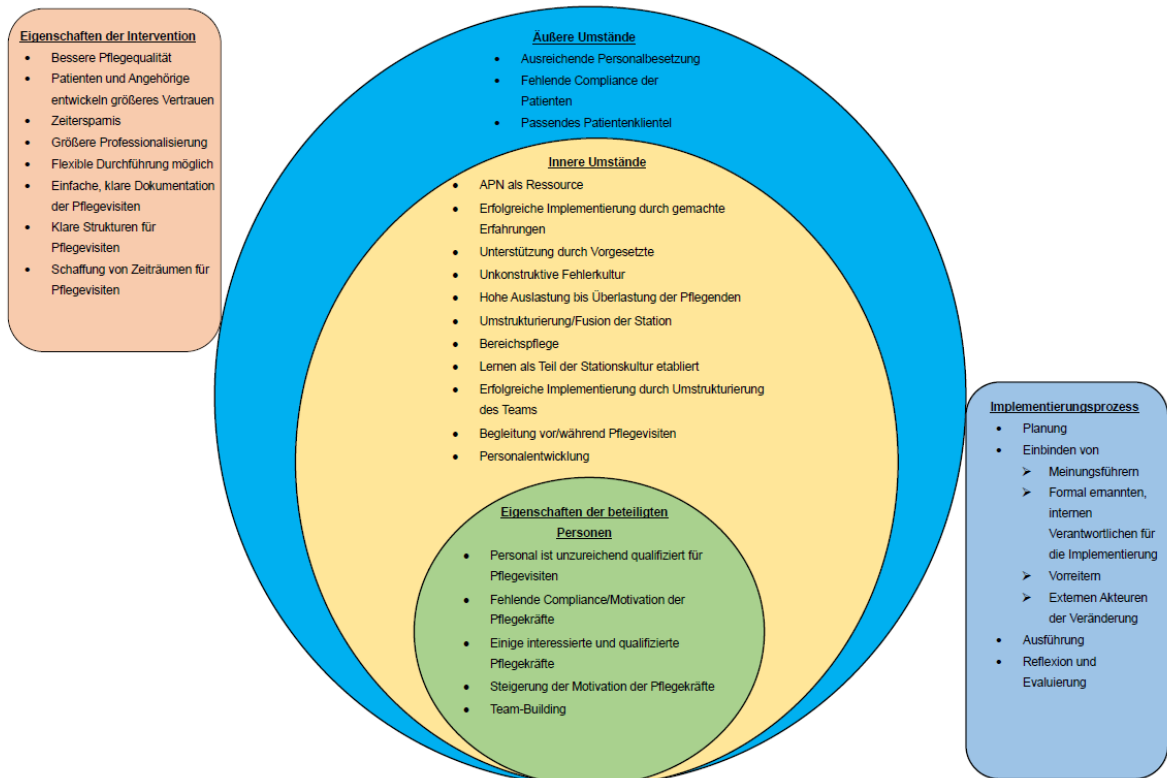 Eigenschaften der Intervention
• Bessere Pflegequalität
• Patienten und Angehörige
entwickeln größeres Vertrauen
• Zeitersparnis
• Größere Professionalisierung
• Flexible Durchführung möglich
• Einfache, klare Dokumentation
der Pflegevisiten
• Klare Strukturen für
Pflegevisiten
• Schaffung von Zeiträumen für
Pflegevisiten
Äußere Umstände
• Ausreichende Personalbesetzung
• Fehlende Compliance der
Patienten
• Passendes Patientenklientel
Innere Umstände
• APN als Ressource
• Erfolgreiche Implementierung durch gemachte
Erfahrungen
• Unterstützung durch Vorgesetzte
• Unkonstruktive Fehlerkultur
• Hohe Auslastung bis Überlastung der Pflegenden
• Umstrukturierung/Fusion der Station
• Bereichspflege
• Lernen als Teil der Stationskultur etabliert
• Erfolgreiche Implementierung durch Umstrukturierung
des Teams
• Begleitung vor/während Pflegevisiten
• Personalentwicklung
Eigenschaften der beteiligten
Personen
• Personal ist unzureichend qualifiziert für
Pflegevisiten
• Fehlende Compliance/Motivation der
Pflegekräfte
• Einige interessierte und qualifizierte
Pflegekräfte
• Steigerung der Motivation der Pflegekräfte
• Team-Building
Implementierungsprozess
• Planung
• Einbinden von
➢ Meinungsführern
➢ Formal ernannten,
internen
Verantwortlichen für
die Implementierung
➢ Vorreitern
➢ Externen Akteuren
der Veränderung
• Ausführung
• Reflexion und
Evaluierung